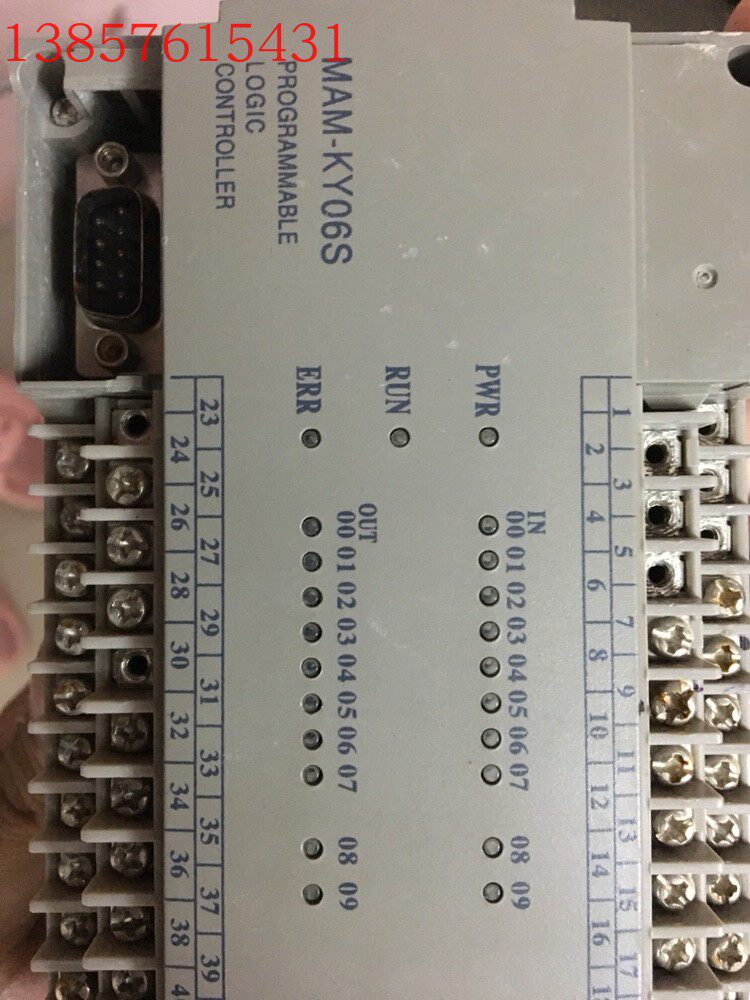 13857615431
MAM-KY06S
PROGRAMMABLE
LOGIC
CONTROLLER
PWR
RUN
ERR
IN
00 01 02 03 04 05 06 07 08 09
OUT
00 01 02 03 04 05 06 07 08 09
1 3 5 7 9 11 13 15 17
2 4 6 8 10 12 14 16
23 25 27 29 31 33 35 37 39
24 26 28 30 32 34 36 38